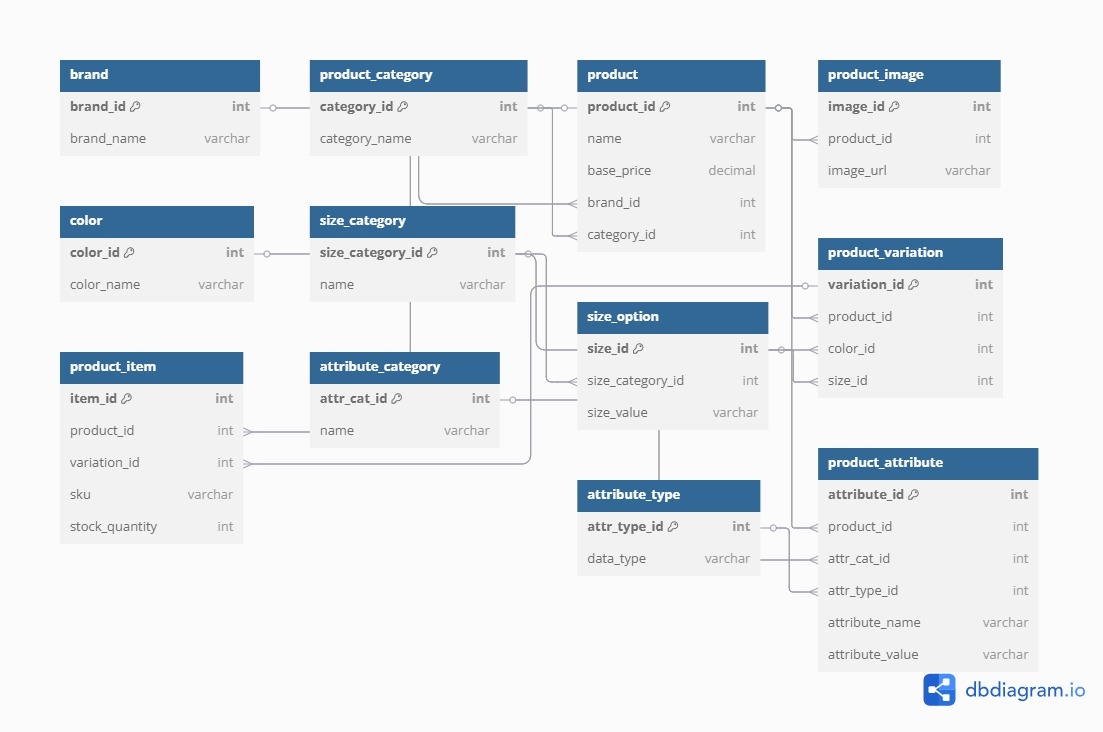 brand
brand_id int
brand_name varchar
product_category
category_id int
category_name varchar
product
product_id int
name varchar
base_price decimal
brand_id int
category_id int
product_image
image_id int
product_id int
image_url varchar
color
color_id int
color_name varchar
size_category
size_category_id int
name varchar
product_variation
variation_id int
product_id int
color_id int
size_id int
size_option
size_id int
size_category_id int
size_value varchar
product_item
item_id int
product_id int
variation_id int
sku varchar
stock_quantity int
attribute_category
attr_cat_id int
name varchar
attribute_type
attr_type_id int
data_type varchar
product_attribute
attribute_id int
product_id int
attr_cat_id int
attr_type_id int
attribute_name varchar
attribute_value varchar
dbdiagram.io